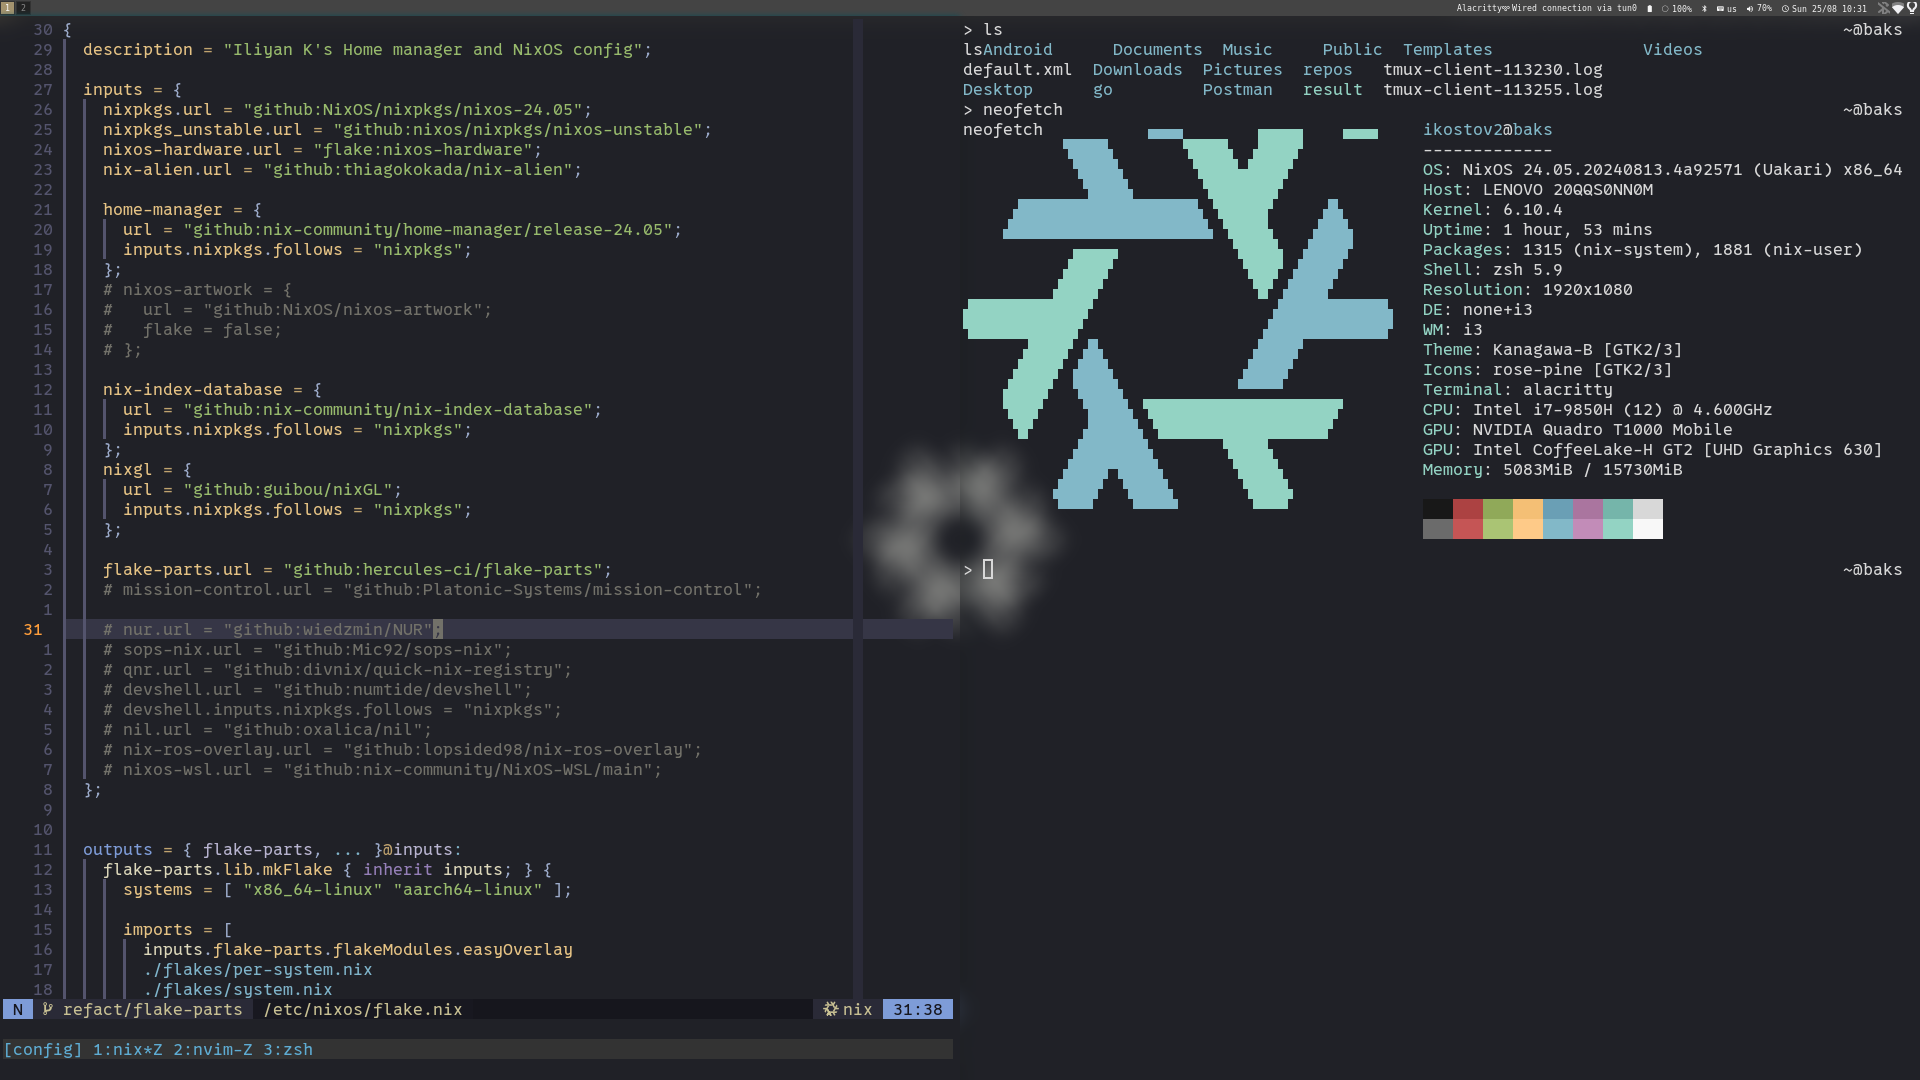 1 2
Alacritty Wired connection via tun0 100% us 70% Sun 25/08 10:31
30 {
29 description = "Iliyan K's Home manager and NixOS config";
28
27 inputs = {
26 nixpkgs.url = "github:NixOS/nixpkgs/nixos-24.05";
25 nixpkgs_unstable.url = "github:nixos/nixpkgs/nixos-unstable";
24 nixos-hardware.url = "flake:nixos-hardware";
23 nix-alien.url = "github:thiagokokada/nix-alien";
22
21 home-manager = {
20 url = "github:nix-community/home-manager/release-24.05";
19 inputs.nixpkgs.follows = "nixpkgs";
18 };
17 # nixos-artwork = {
16 #   url = "github:NixOS/nixos-artwork";
15 #   flake = false;
14 # };
13
12 nix-index-database = {
11 url = "github:nix-community/nix-index-database";
10 inputs.nixpkgs.follows = "nixpkgs";
9 };
8 nixgl = {
7 url = "github:guibou/nixGL";
6 inputs.nixpkgs.follows = "nixpkgs";
5 };
4
3 flake-parts.url = "github:hercules-ci/flake-parts";
2 # mission-control.url = "github:Platonic-Systems/mission-control";
1
31 # nur.url = "github:wiedzmin/NUR";
1 # sops-nix.url = "github:Mic92/sops-nix";
2 # qnr.url = "github:divnix/quick-nix-registry";
3 # devshell.url = "github:numtide/devshell";
4 # devshell.inputs.nixpkgs.follows = "nixpkgs";
5 # nil.url = "github:oxalica/nil";
6 # nix-ros-overlay.url = "github:lopsided98/nix-ros-overlay";
7 # nixos-wsl.url = "github:nix-community/NixOS-WSL/main";
8 };
9
10
11 outputs = { flake-parts, ... }@inputs:
12 flake-parts.lib.mkFlake { inherit inputs; } {
13 systems = [ "x86_64-linux" "aarch64-linux" ];
14
15 imports = [
16 inputs.flake-parts.flakeModules.easyOverlay
17 ./flakes/per-system.nix
18 ./flakes/system.nix
N refact/flake-parts /etc/nixos/flake.nix nix 31:38
[config] 1:nix*Z 2:nvim-Z 3:zsh
> ls ~@baks
lsAndroid Documents Music Public Templates Videos
default.xml Downloads Pictures repos tmux-client-113230.log
Desktop go Postman result tmux-client-113255.log
> neofetch ~@baks
neofetch
ikostov2@baks
-------------
OS: NixOS 24.05.20240813.4a92571 (Uakari) x86_64
Host: LENOVO 20QQS0NN0M
Kernel: 6.10.4
Uptime: 1 hour, 53 mins
Packages: 1315 (nix-system), 1881 (nix-user)
Shell: zsh 5.9
Resolution: 1920x1080
DE: none+i3
WM: i3
Theme: Kanagawa-B [GTK2/3]
Icons: rose-pine [GTK2/3]
Terminal: alacritty
CPU: Intel i7-9850H (12) @ 4.600GHz
GPU: NVIDIA Quadro T1000 Mobile
GPU: Intel CoffeeLake-H GT2 [UHD Graphics 630]
Memory: 5083MiB / 15730MiB
> ~@baks